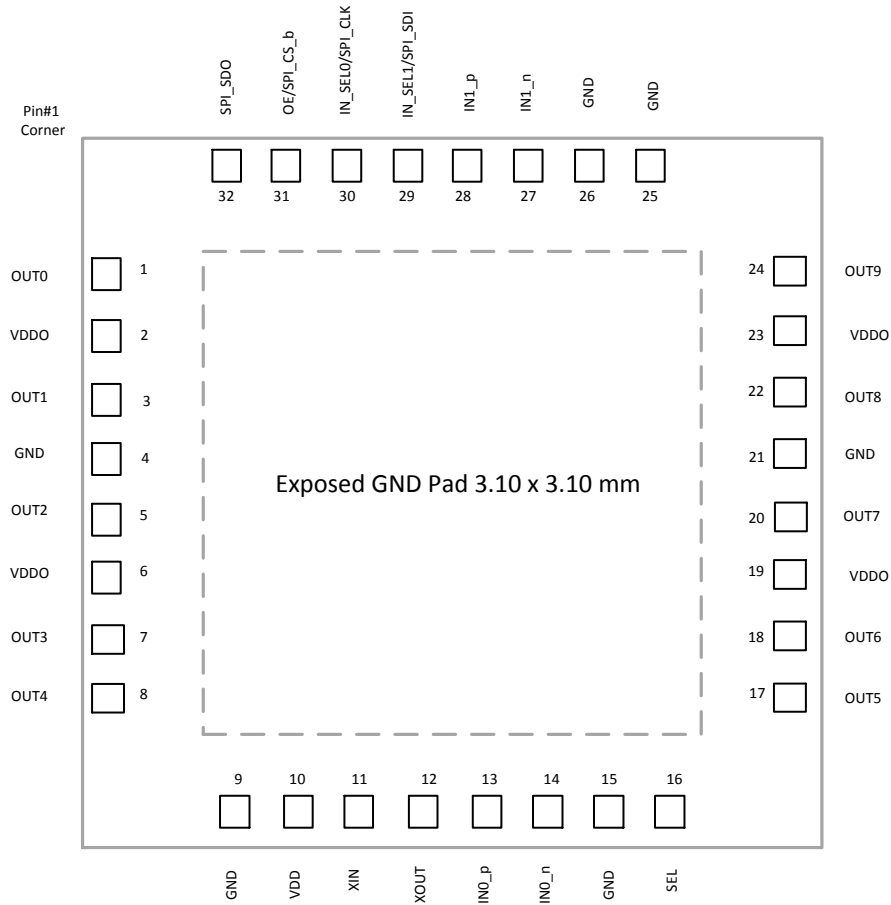 SPI_SDO
OE/SPI_CS_b
IN_SEL0/SPI_CLK
IN_SEL1/SPI_SDI
IN1_p
IN1_n
GND
GND
Pin#1
Corner
32 31 30 29 28 27 26 25
OUT0 1 24 OUT9
VDDO 2 23 VDDO
OUT1 3 22 OUT8
GND 4 21 GND
Exposed GND Pad 3.10 x 3.10 mm
OUT2 5 20 OUT7
VDDO 6 19 VDDO
OUT3 7 18 OUT6
OUT4 8 17 OUT5
9 10 11 12 13 14 15 16
GND
VDD
XIN
XOUT
IN0_p
IN0_n
GND
SEL